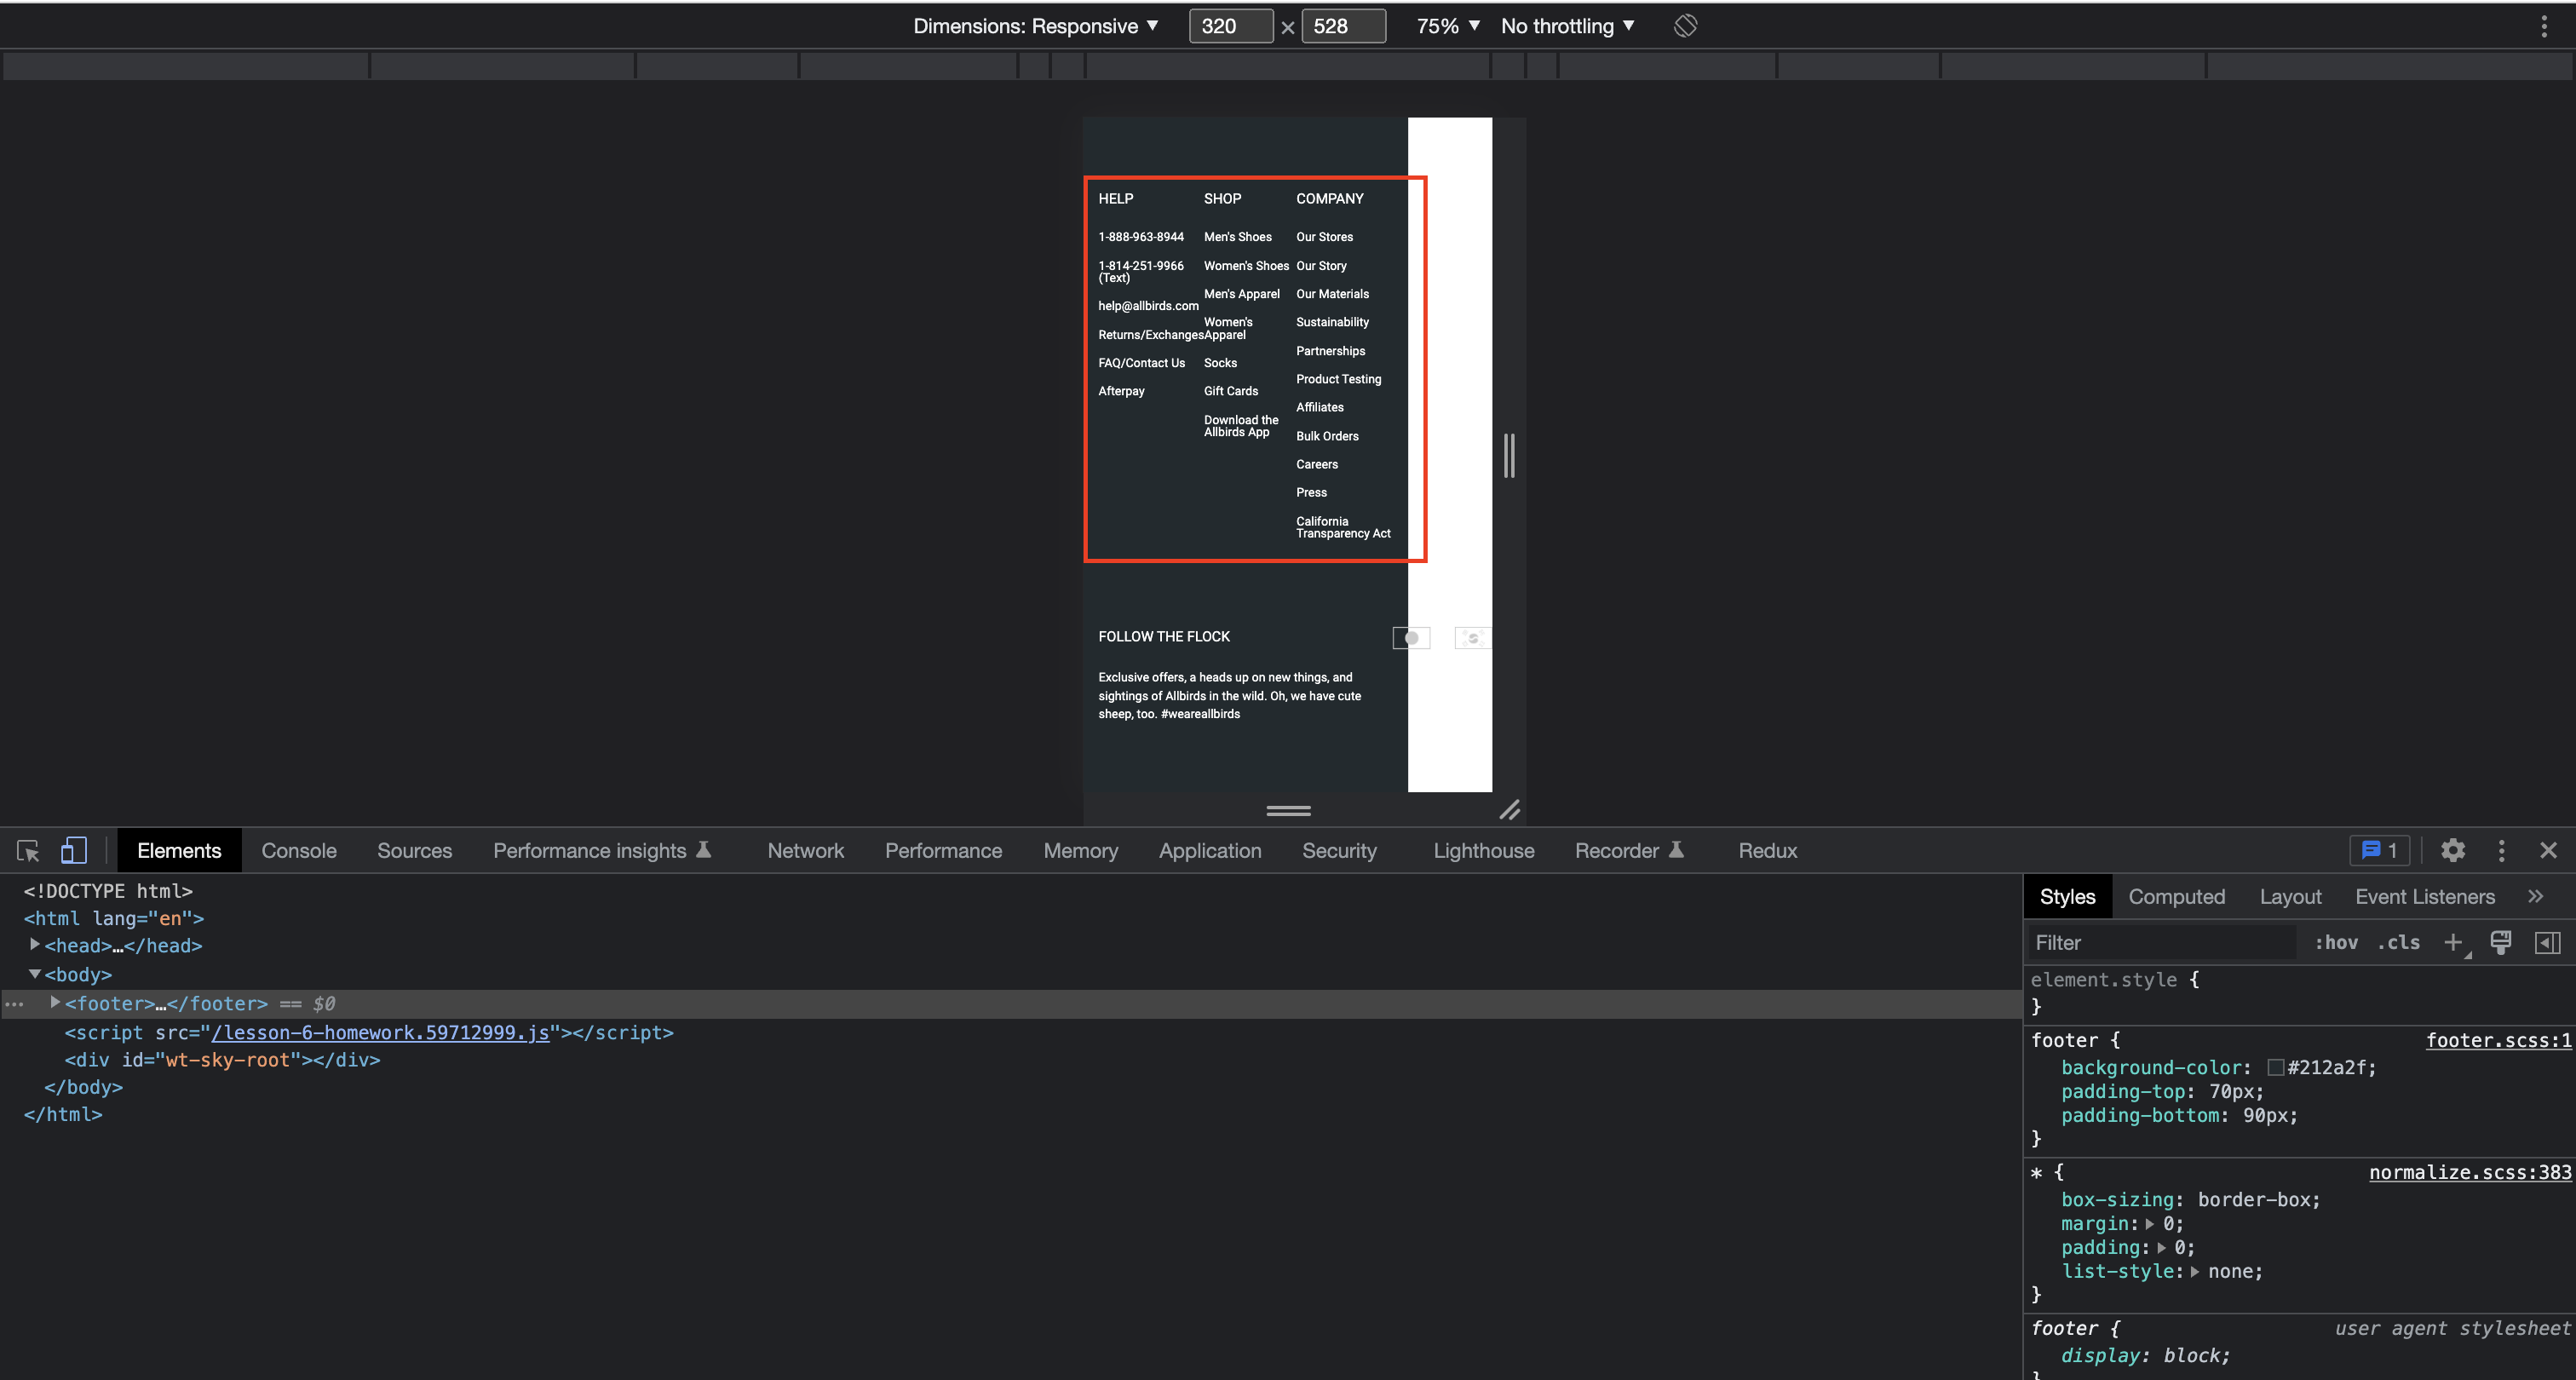 Dimensions: Responsive ▼ 320 × 528 75% ▼ No throttling ▼
HELP
1-888-963-8944
1-814-251-9966
(Text)
help@allbirds.com
Returns/Exchanges
FAQ/Contact Us
Afterpay
SHOP
Men's Shoes
Women's Shoes
Men's Apparel
Women's
Apparel
Socks
Gift Cards
Download the
Allbirds App
COMPANY
Our Stores
Our Story
Our Materials
Sustainability
Partnerships
Product Testing
Affiliates
Bulk Orders
Careers
Press
California
Transparency Act
FOLLOW THE FLOCK
Exclusive offers, a heads up on new things, and
sightings of Allbirds in the wild. Oh, we have cute
sheep, too. #weareallbirds
Elements Console Sources Performance insights Network Performance Memory Application Security Lighthouse Recorder Redux 1
<!DOCTYPE html>
<html lang="en">
<head>…</head>
<body>
<footer>…</footer> == $0
<script src="/lesson-6-homework.59712999.js"></script>
<div id="wt-sky-root"></div>
</body>
</html>
Styles Computed Layout Event Listeners »
Filter :hov .cls +
element.style {
}
footer { footer.scss:1
background-color: #212a2f;
padding-top: 70px;
padding-bottom: 90px;
}
* { normalize.scss:383
box-sizing: border-box;
margin: 0;
padding: 0;
list-style: none;
}
footer { user agent stylesheet
display: block;
}